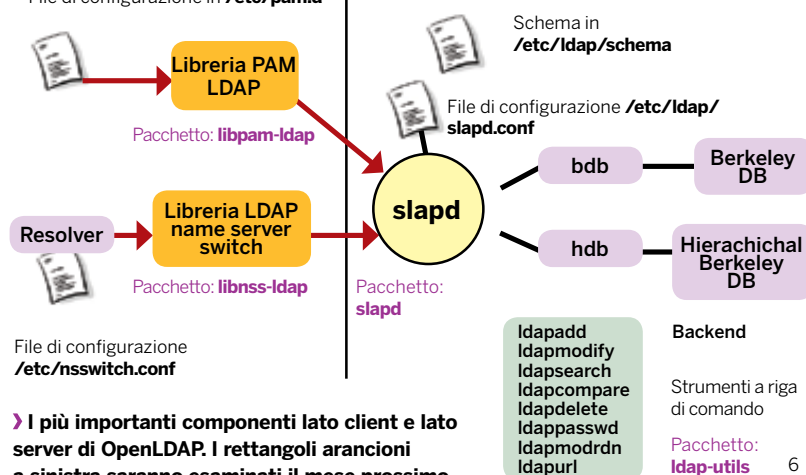 File di configurazione in /etc/pamld
Schema in
/etc/ldap/schema
Libreria PAM
LDAP
File di configurazione /etc/ldap/
slapd.conf
Pacchetto: libpam-ldap
bdb
Berkeley
DB
slapd
Resolver
Libreria LDAP
name server
switch
hdb
Hierachichal
Berkeley
DB
Pacchetto: libnss-ldap
Pacchetto:
slapd
File di configurazione
/etc/nsswitch.conf
ldapadd
ldapmodify
ldapsearch
ldapcompare
ldapdelete
ldappasswd
ldapmodrdn
ldapurl
Backend
Strumenti a riga
di comando
Pacchetto:
ldap-utils
6
❯ I più importanti componenti lato client e lato
server di OpenLDAP. I rettangoli arancioni
a sinistra saranno esaminati il mese prossimo